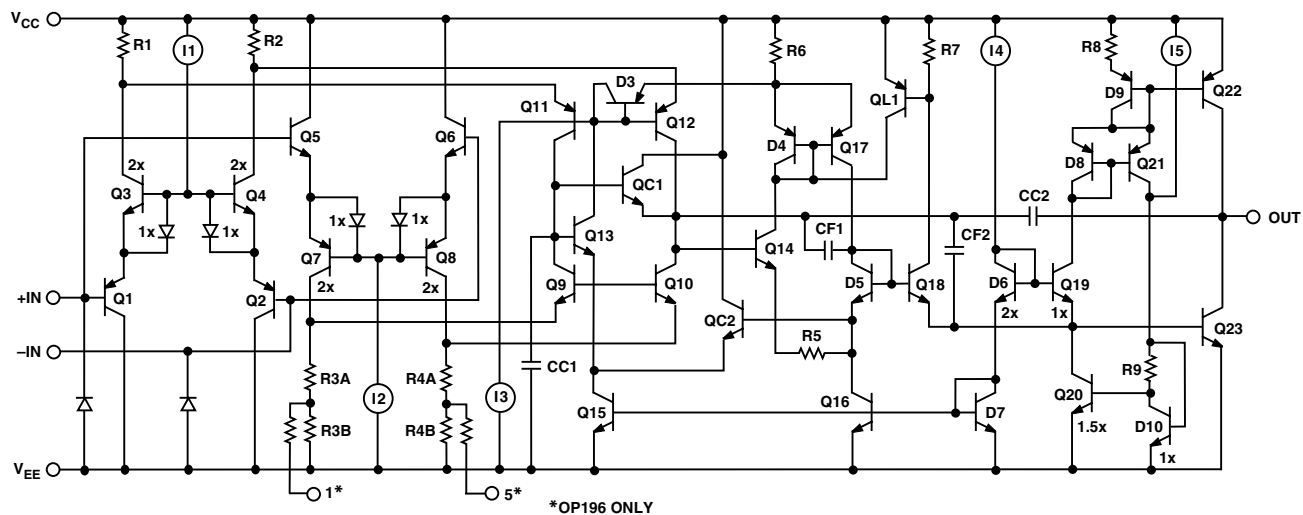 VCC
R1
I1
R2
R6
R7
I4
R8
I5
D3
D9
Q22
Q11
Q12
QL1
Q5
Q6
D4
Q17
D8
Q21
2x
2x
Q3
Q4
QC1
1x
1x
1x
1x
CC2
OUT
Q13
Q14
CF1
CF2
Q7
Q8
2x
2x
Q9
Q10
D5
Q18
D6
Q19
2x
1x
+IN
Q1
Q2
QC2
Q23
–IN
R5
R3A
R4A
CC1
R9
I2
I3
Q15
Q16
D7
Q20
R3B
R4B
1.5x
D10
1x
VEE
1*
5*
*OP196 ONLY